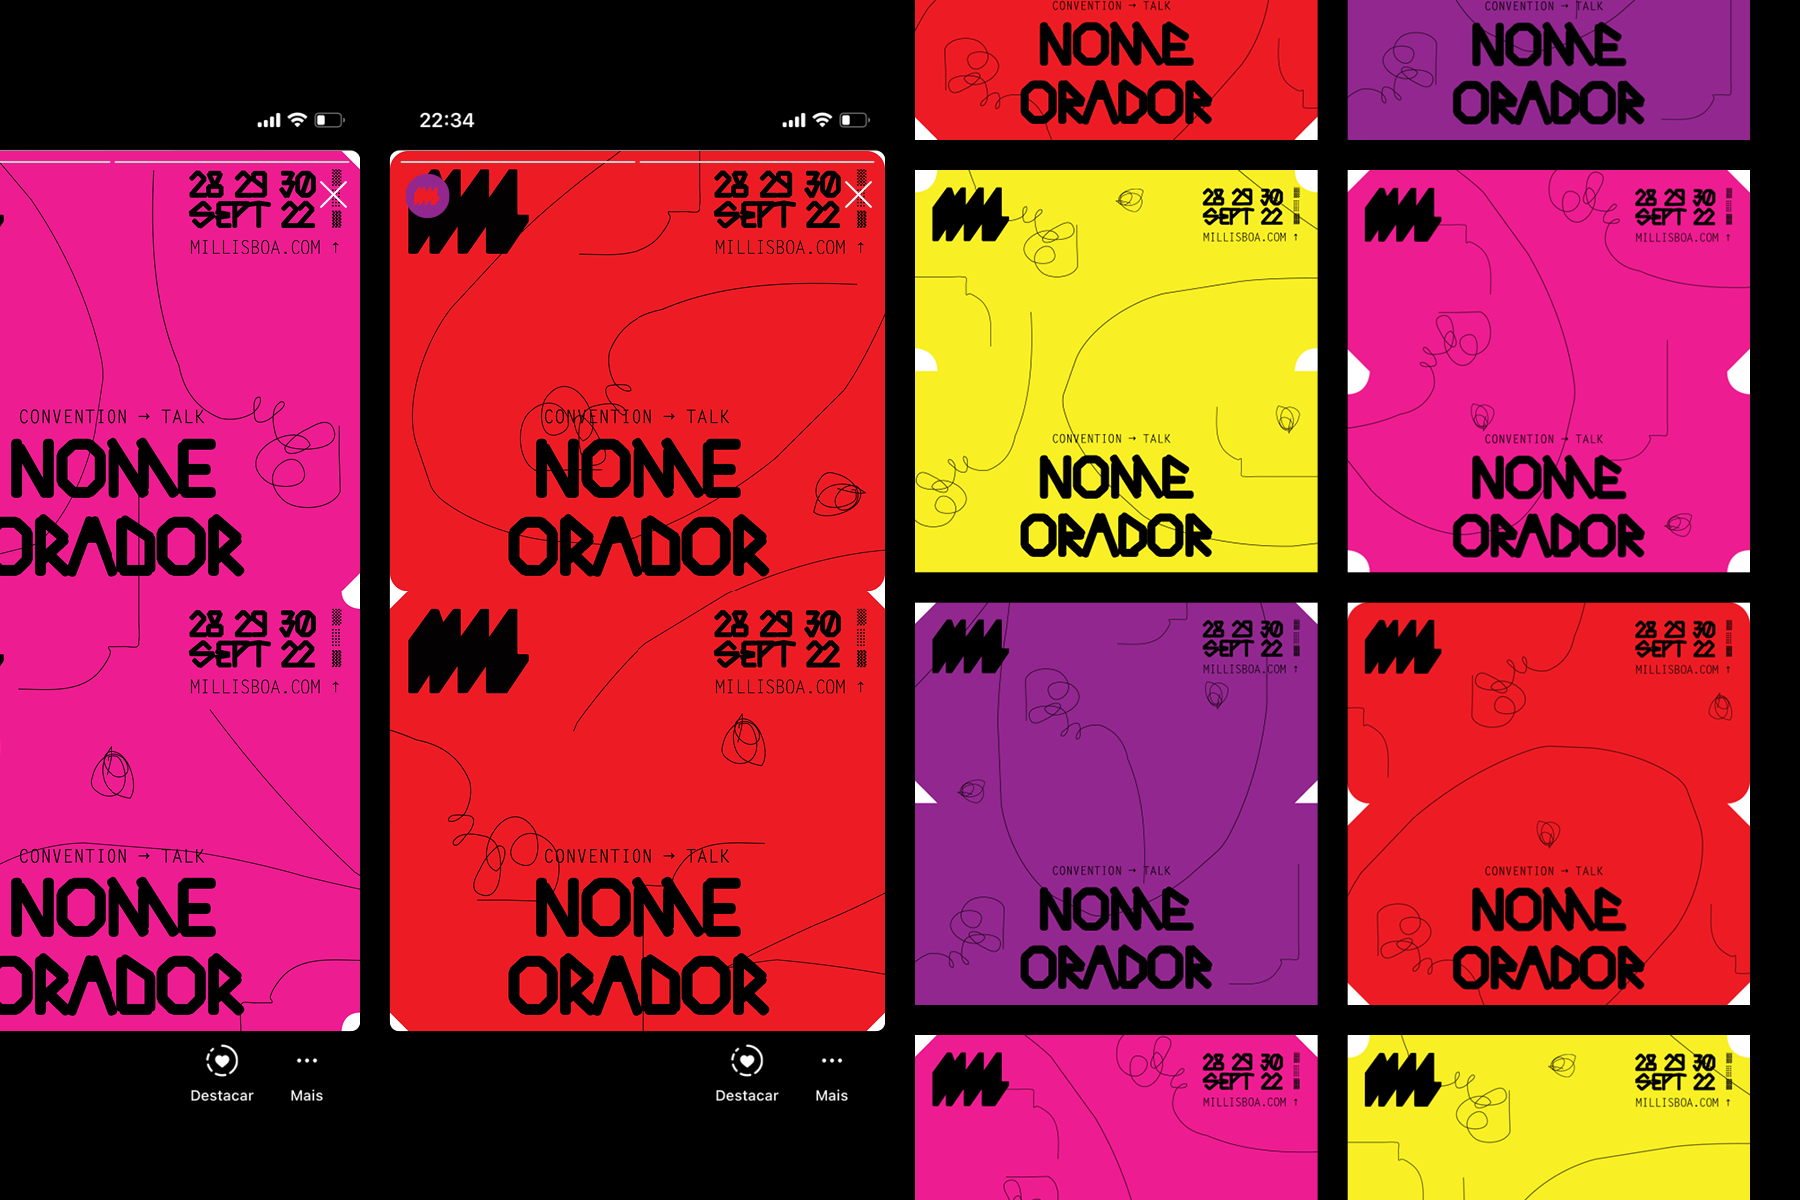 28 29 30
SEPT 22
MILLISBOA.COM ↑
CONVENTION → TALK
NOME
ORADOR
28 29 30
SEPT 22
MILLISBOA.COM ↑
CONVENTION → TALK
NOME
ORADOR
Destacar
Mais
22:34
28 29 30
SEPT 22
MILLISBOA.COM ↑
CONVENTION → TALK
NOME
ORADOR
28 29 30
SEPT 22
MILLISBOA.COM ↑
CONVENTION → TALK
NOME
ORADOR
Destacar
Mais
CONVENTION → TALK
NOME
ORADOR
CONVENTION → TALK
NOME
ORADOR
28 29 30
SEPT 22
MILLISBOA.COM ↑
CONVENTION → TALK
NOME
ORADOR
28 29 30
SEPT 22
MILLISBOA.COM ↑
CONVENTION → TALK
NOME
ORADOR
28 29 30
SEPT 22
MILLISBOA.COM ↑
CONVENTION → TALK
NOME
ORADOR
28 29 30
SEPT 22
MILLISBOA.COM ↑
CONVENTION → TALK
NOME
ORADOR
28 29 30
SEPT 22
MILLISBOA.COM ↑
28 29 30
SEPT 22
MILLISBOA.COM ↑